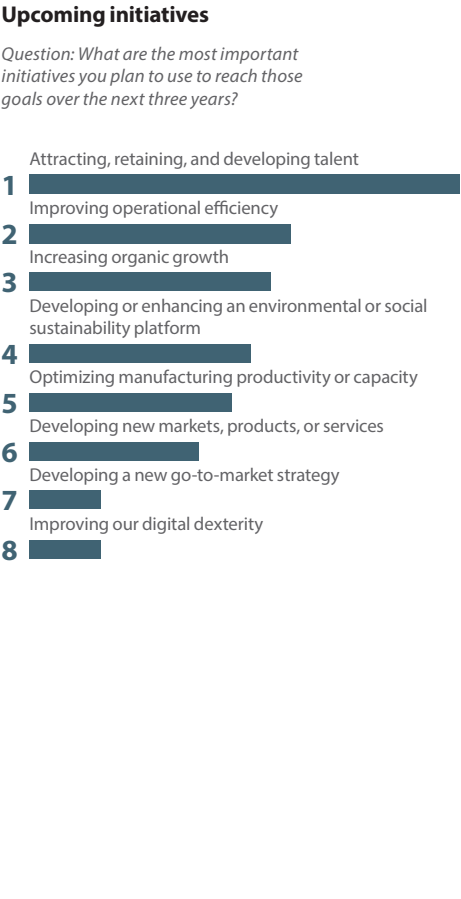 Upcoming initiatives
Question: What are the most important
initiatives you plan to use to reach those
goals over the next three years?
Attracting, retaining, and developing talent
1
Improving operational efficiency
2
Increasing organic growth
3
Developing or enhancing an environmental or social
sustainability platform
4
Optimizing manufacturing productivity or capacity
5
Developing new markets, products, or services
6
Developing a new go-to-market strategy
7
Improving our digital dexterity
8